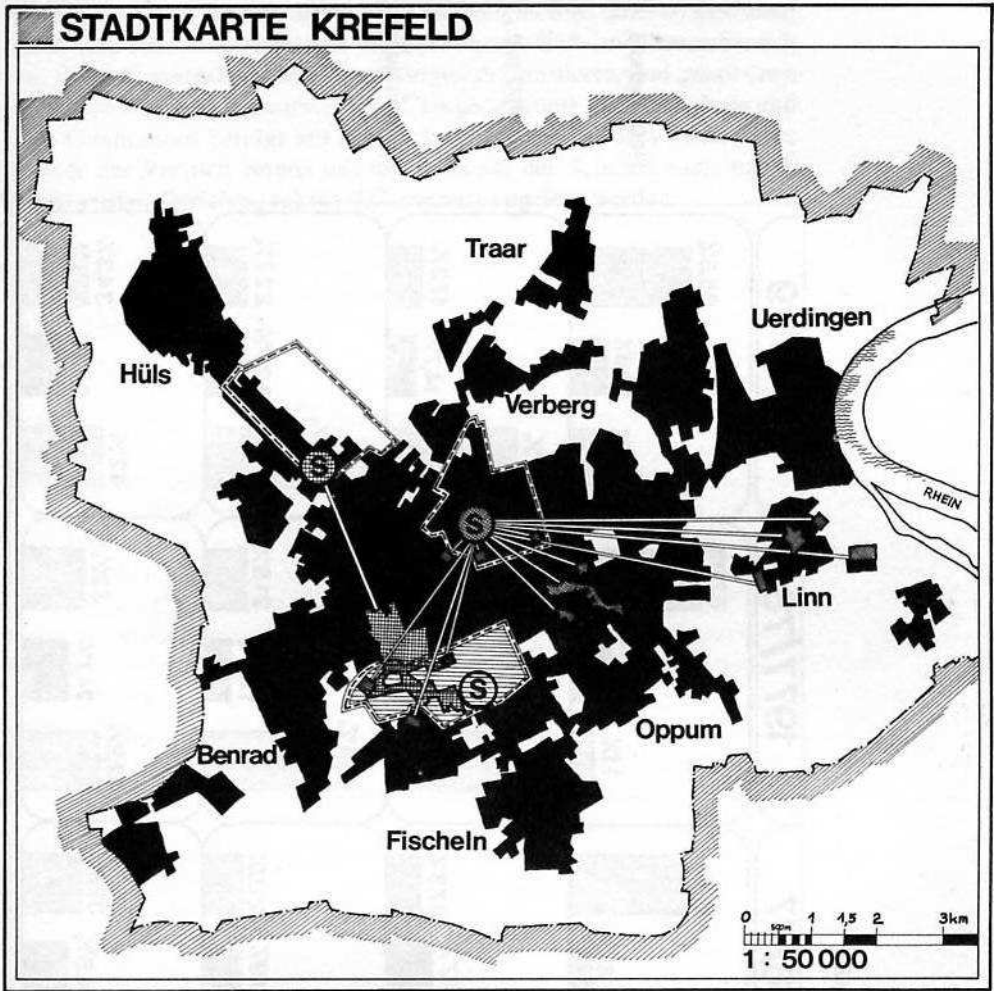 STADTKARTE KREFELD
Traar
Uerdingen
Hüls
Verberg
S
S
RHEIN
Linn
S
Oppum
Benrad
Fischeln
0 500m 1 1,5 2 3km
1 : 50 000